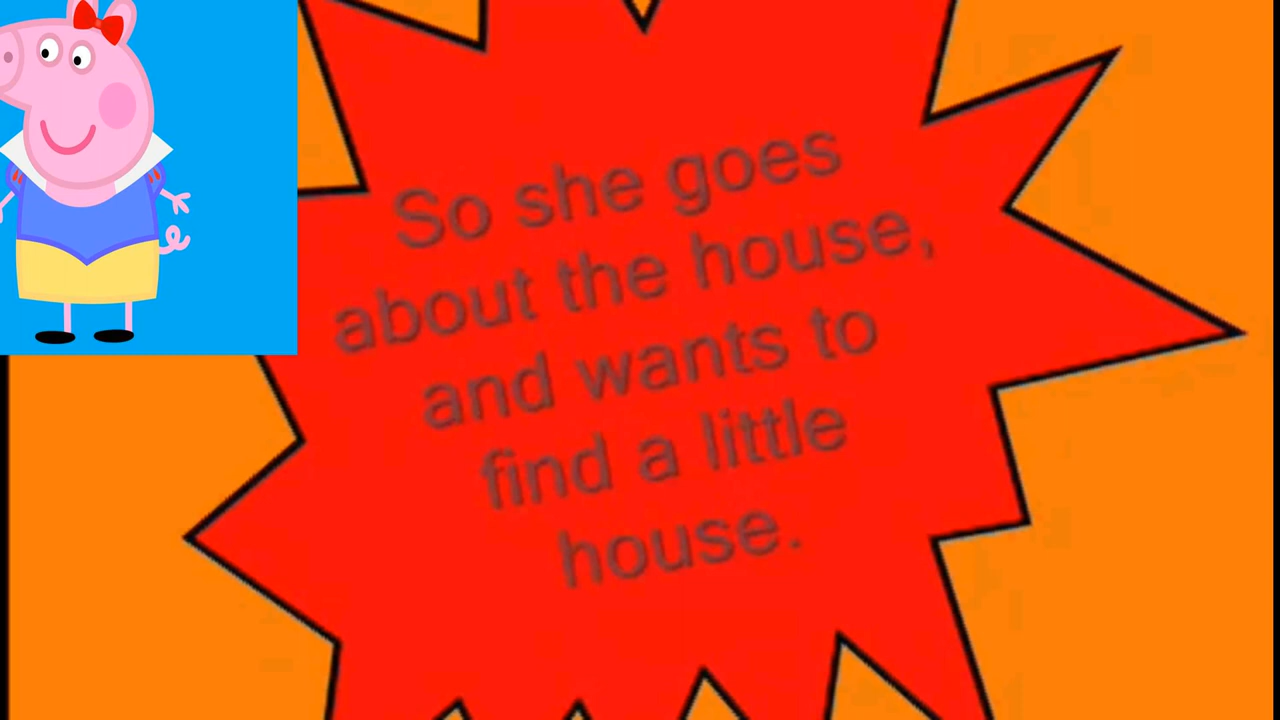 So she goes
about the house,
and wants to
find a little
house.